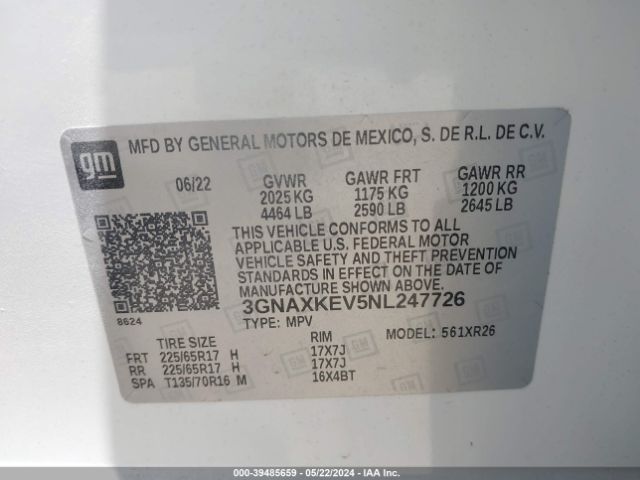 gm
MFD BY GENERAL MOTORS DE MEXICO, S. DE R.L. DE C.V.
06/22 GVWR GAWR FRT GAWR RR
2025 KG 1175 KG 1200 KG
4464 LB 2590 LB 2645 LB
THIS VEHICLE CONFORMS TO ALL
APPLICABLE U.S. FEDERAL MOTOR
VEHICLE SAFETY AND THEFT PREVENTION
STANDARDS IN EFFECT ON THE DATE OF
MANUFACTURE SHOWN ABOVE.
8624 3GNAXKEV5NL247726
TYPE: MPV MODEL: 561XR26
TIRE SIZE RIM
FRT 225/65R17 H 17X7J
RR 225/65R17 H 17X7J
SPA T135/70R16 M 16X4BT
000-39485659 - 05/22/2024 - IAA Inc.